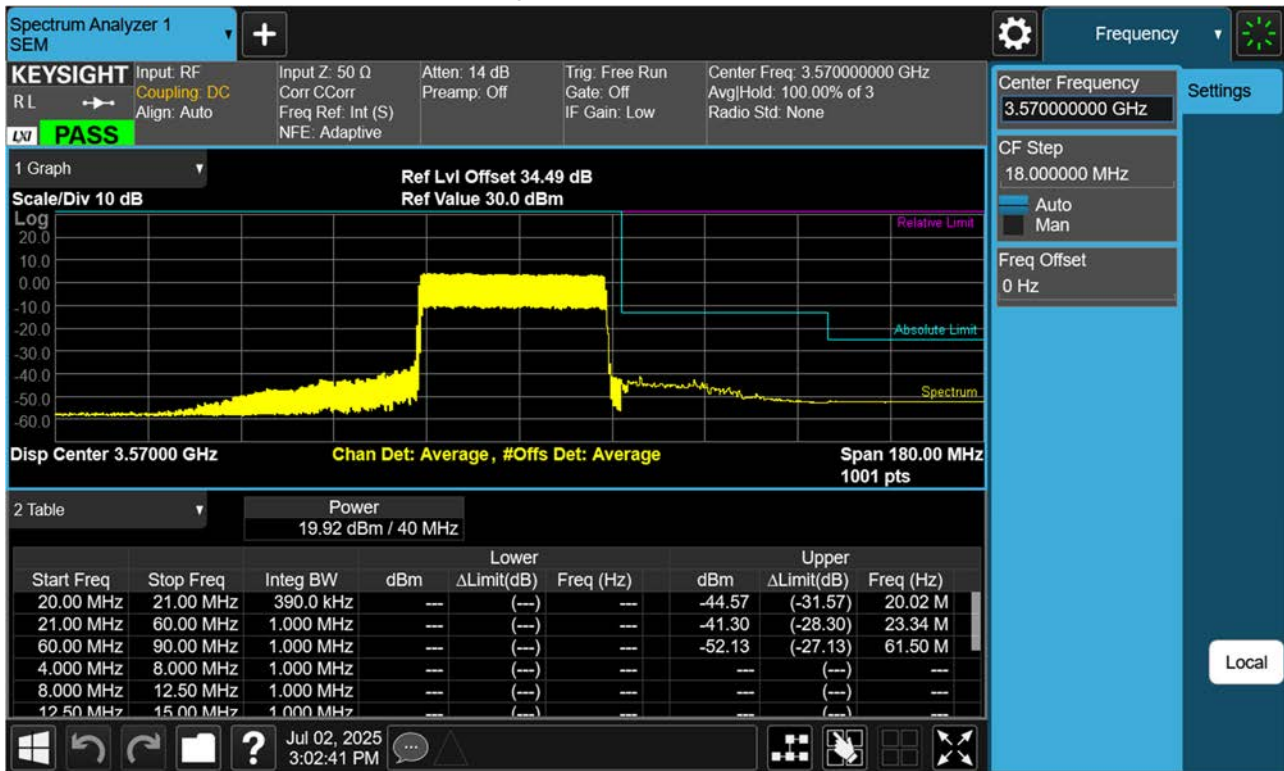 Spectrum Analyzer 1
SEM
Frequency
KEYSIGHT
RL
LXI PASS
Input: RF
Coupling: DC
Align: Auto
Input Z: 50 Ω
Corr CCorr
Freq Ref: Int (S)
NFE: Adaptive
Atten: 14 dB
Preamp: Off
Trig: Free Run
Gate: Off
IF Gain: Low
Center Freq: 3.570000000 GHz
Avg|Hold: 100.00% of 3
Radio Std: None
Center Frequency
3.570000000 GHz
Settings
CF Step
18.000000 MHz
Auto
Man
Freq Offset
0 Hz
Local
1 Graph
Ref Lvl Offset 34.49 dB
Scale/Div 10 dB
Ref Value 30.0 dBm
Log
20.0
10.0
0.00
-10.0
-20.0
-30.0
-40.0
-50.0
-60.0
Relative Limit
Absolute Limit
Spectrum
Disp Center 3.57000 GHz
Chan Det: Average, #Offs Det: Average
Span 180.00 MHz
1001 pts
2 Table
Power
19.92 dBm / 40 MHz
Lower Upper
Start Freq Stop Freq Integ BW dBm ΔLimit(dB) Freq (Hz) dBm ΔLimit(dB) Freq (Hz)
20.00 MHz 21.00 MHz 390.0 kHz --- (---) --- -44.57 (-31.57) 20.02 M
21.00 MHz 60.00 MHz 1.000 MHz --- (---) --- -41.30 (-28.30) 23.34 M
60.00 MHz 90.00 MHz 1.000 MHz --- (---) --- -52.13 (-27.13) 61.50 M
4.000 MHz 8.000 MHz 1.000 MHz --- (---) --- --- (---) ---
8.000 MHz 12.50 MHz 1.000 MHz --- (---) --- --- (---) ---
12.50 MHz 15.00 MHz 1.000 MHz --- (---) --- --- (---) ---
Jul 02, 2025
3:02:41 PM